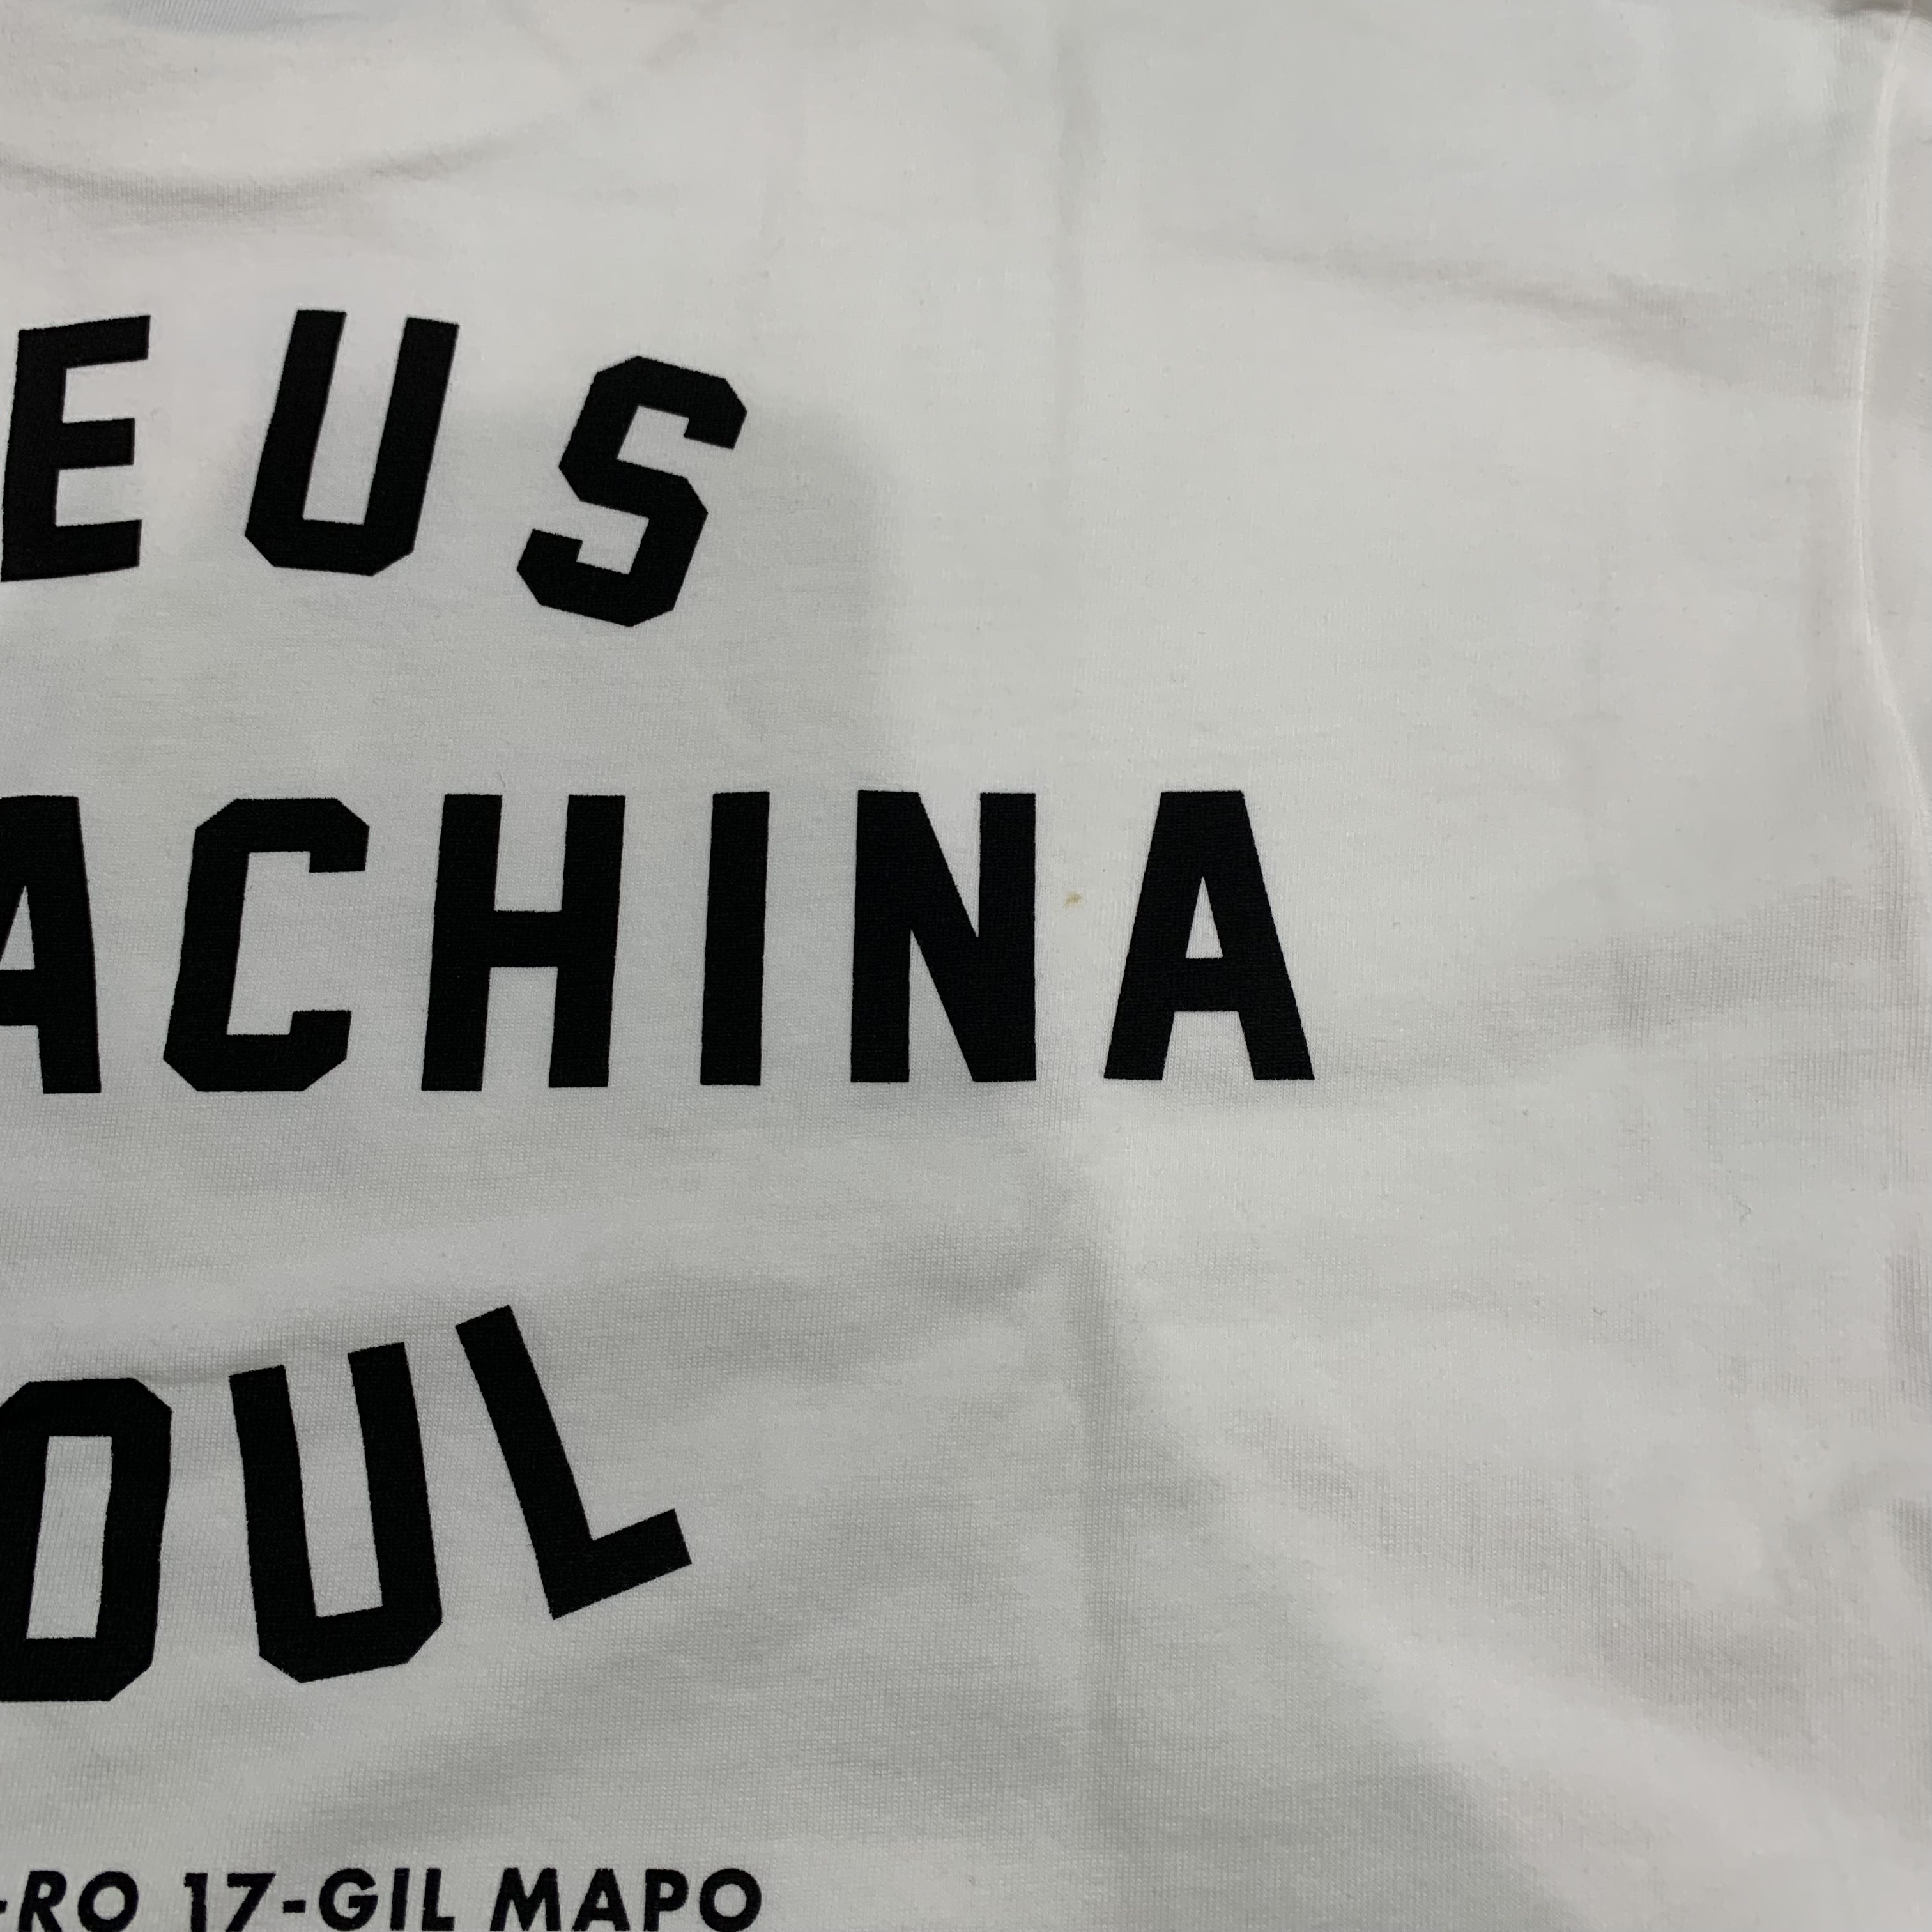 EUS
ACHINA
OUL
-RO 17-GIL MAPO